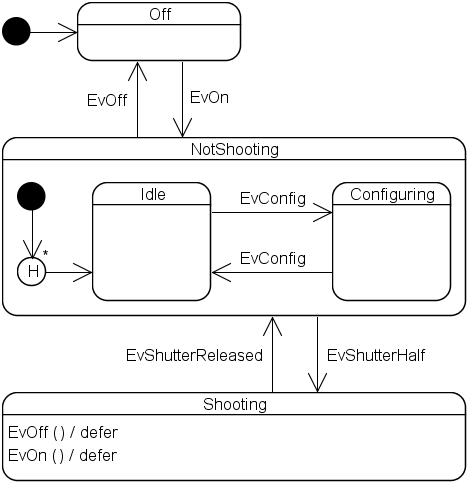 Off
EvOff
EvOn
NotShooting
Idle
EvConfig
Configuring
*
H
EvConfig
EvShutterReleased
EvShutterHalf
Shooting
EvOff ( ) / defer
EvOn ( ) / defer